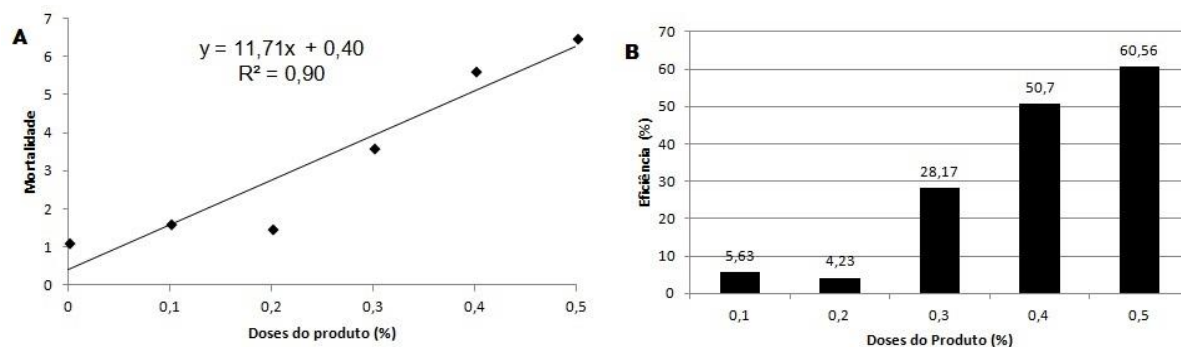 A
Mortalidade
7
6
5
4
3
2
1
0
y = 11,71x + 0,40
R² = 0,90
0 0,1 0,2 0,3 0,4 0,5
Doses do produto (%)
B
Eficiência (%)
70
60
50
40
30
20
10
0
5,63 4,23 28,17 50,7 60,56
0,1 0,2 0,3 0,4 0,5
Doses do Produto (%)